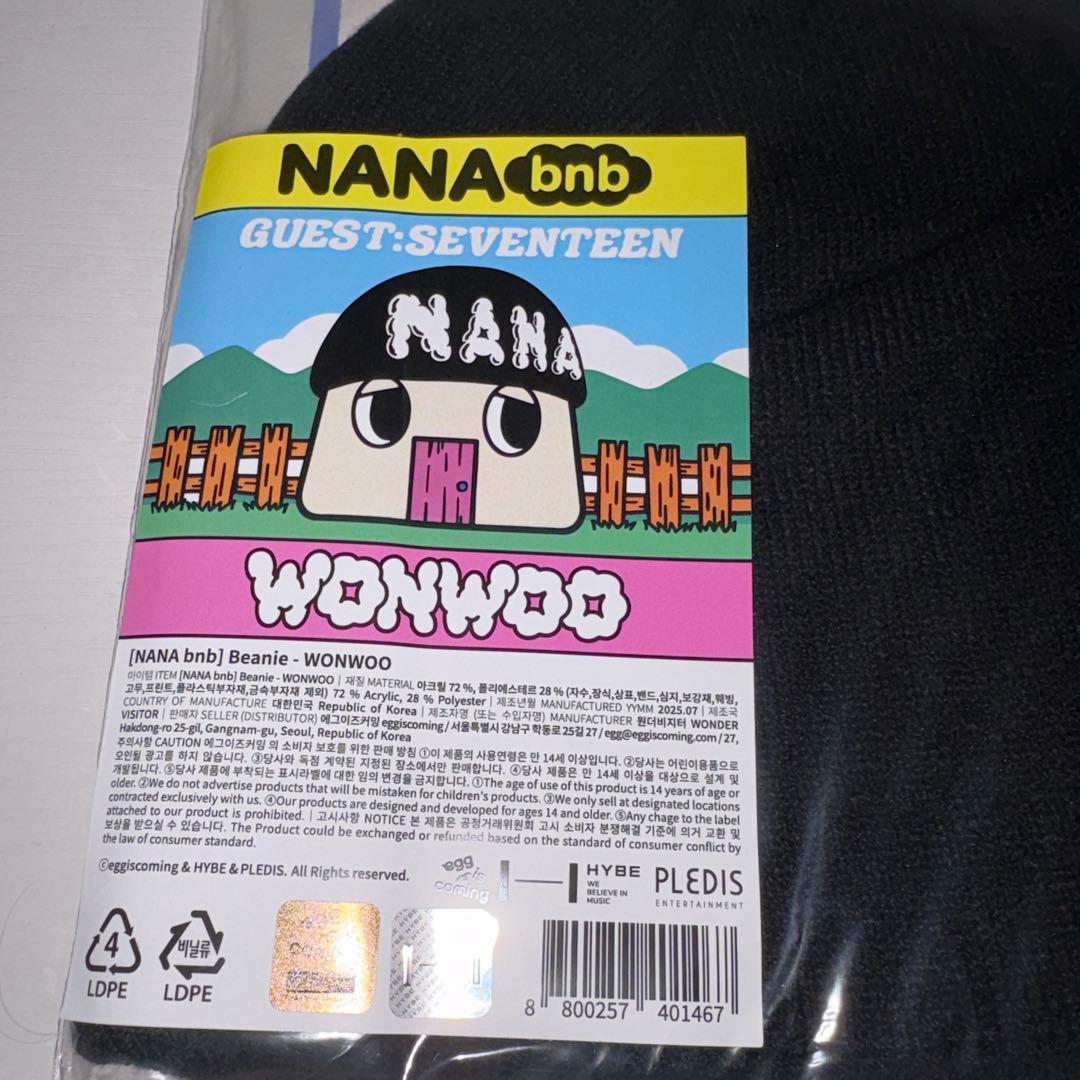 NANA bnb
GUEST:SEVENTEEN
NANA
WONWOO
[NANA bnb] Beanie - WONWOO
아이템 ITEM [NANA bnb] Beanie - WONWOO | 재질 MATERIAL 아크릴 72 %, 폴리에스테르 28 % (자수,장식,상표,밴드,심지,보강재,웨빙,
고무,프린트,플라스틱부자재,금속부자재 제외) 72 % Acrylic, 28 % Polyester | 제조년월 MANUFACTURED YYMM 2025.07 | 제조국
COUNTRY OF MANUFACTURE 대한민국 Republic of Korea | 제조자명 (또는 수입자명) MANUFACTURER 원더비지터 WONDER
VISITOR | 판매자 SELLER (DISTRIBUTOR) 에그이즈커밍 eggiscoming / 서울특별시 강남구 학동로25길 27 / egg@eggiscoming.com / 27,
Hakdong-ro 25-gil, Gangnam-gu, Seoul, Republic of Korea
주의사항 CAUTION 에그이즈커밍 의 소비자 보호를 위한 판매 방침 ①이 제품의 사용연령은 만 14세 이상입니다. ②당사는 어린이용품으로
오인될 광고를 하지 않습니다. ③당사와 독점 계약된 지정된 장소에서만 판매합니다. ④당사 제품은 만 14세 이상을 대상으로 설계 및
개발됩니다. ⑤당사 제품에 부착되는 표시라벨에 대한 임의 변경을 금지합니다. ①The age of use of this product is 14 years of age or
older. ②We do not advertise products that will be mistaken for children's products. ③We only sell at designated locations
contracted exclusively with us. ④Our products are designed and developed for ages 14 and older. ⑤Any chage to the label
attached to our product is prohibited. | 고시사항 NOTICE 본 제품은 공정거래위원회 고시 소비자 분쟁해결 기준에 의거 교환 및
보상을 받으실 수 있습니다. The Product could be exchanged or refunded based on the standard of consumer conflict by
the law of consumer standard.
©eggiscoming & HYBE & PLEDIS. All Rights reserved.
egg
is
coming
HYBE
WE
BELIEVE IN
MUSIC
PLEDIS
ENTERTAINMENT
4
LDPE
비닐류
LDPE
8 800257 401467